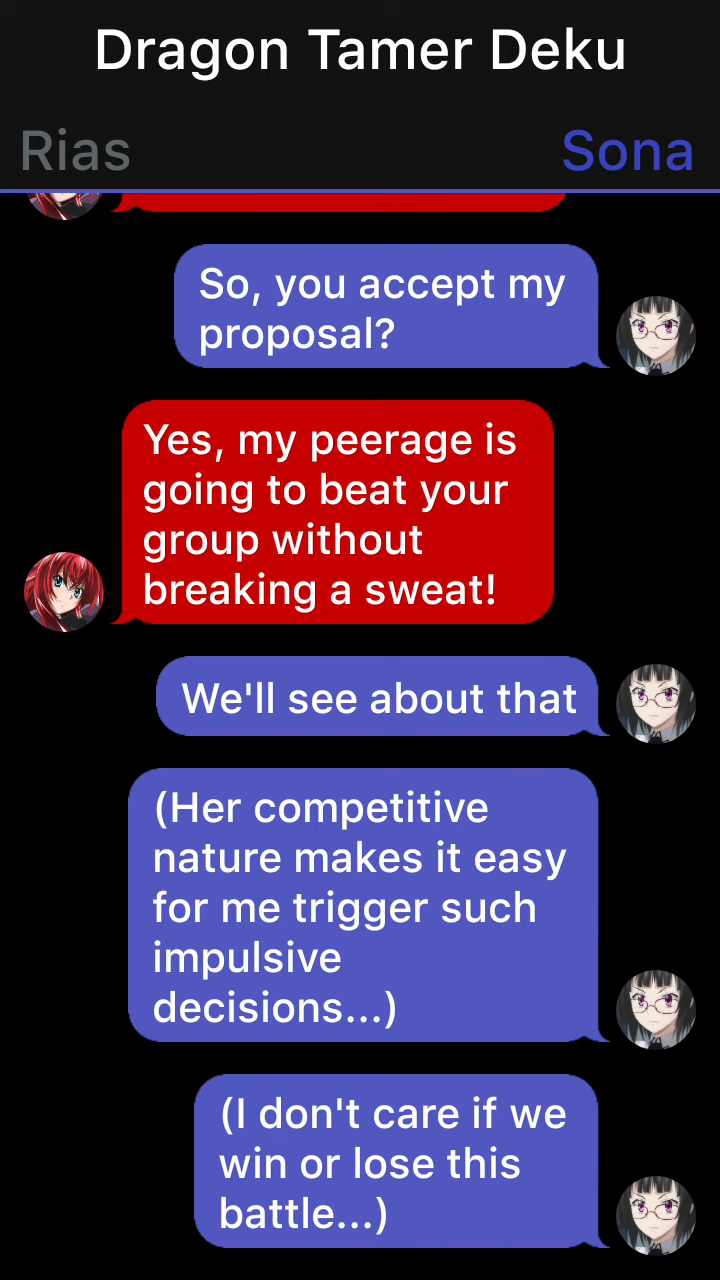 Dragon Tamer Deku
Rias
Sona
So, you accept my
proposal?
Yes, my peerage is
going to beat your
group without
breaking a sweat!
We'll see about that
(Her competitive
nature makes it easy
for me trigger such
impulsive
decisions...)
(I don't care if we
win or lose this
battle...)